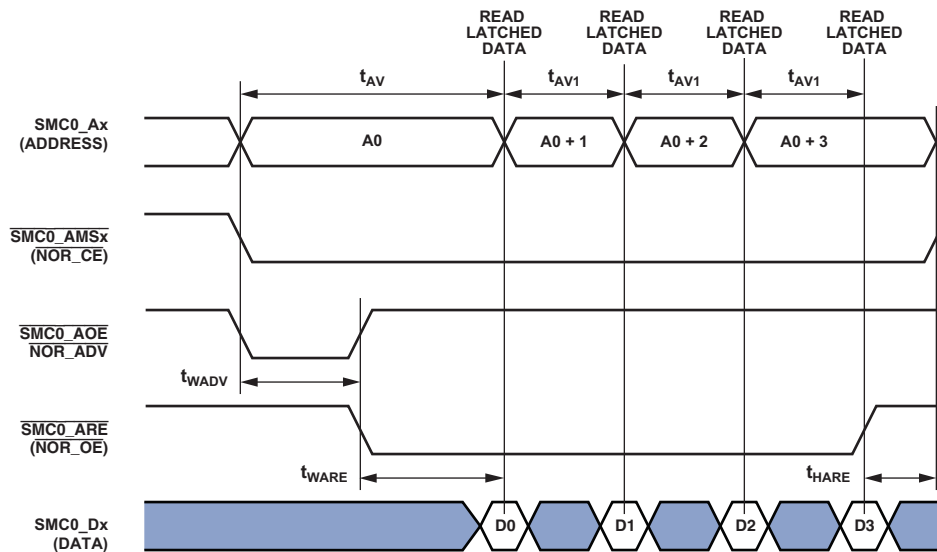 READ LATCHED DATA
READ LATCHED DATA
READ LATCHED DATA
READ LATCHED DATA
tAV
tAV1
tAV1
tAV1
SMC0_Ax
(ADDRESS)
A0
A0 + 1
A0 + 2
A0 + 3
SMC0_AMSx
(NOR_CE)
SMC0_AOE
NOR_ADV
tWADV
SMC0_ARE
(NOR_OE)
tWARE
tHARE
SMC0_Dx
(DATA)
D0
D1
D2
D3